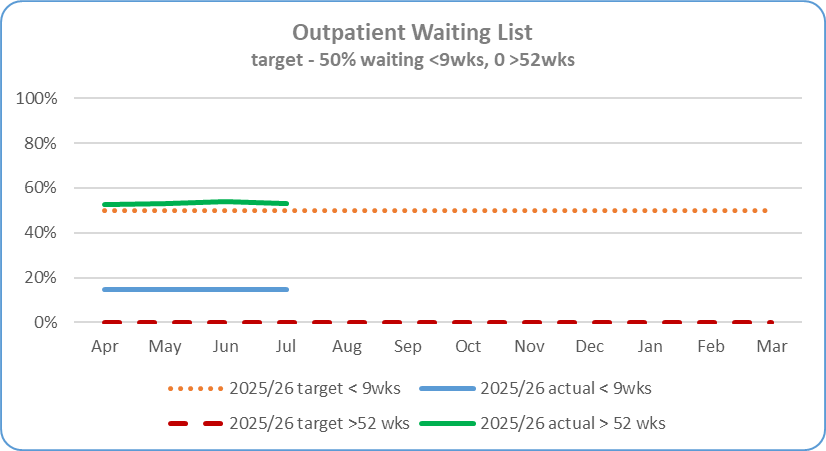 Outpatient Waiting List
target - 50% waiting <9wks, 0 >52wks
100%
80%
60%
40%
20%
0%
Apr May Jun Jul Aug Sep Oct Nov Dec Jan Feb Mar
2025/26 target < 9wks 2025/26 actual < 9wks
2025/26 target >52 wks 2025/26 actual > 52 wks